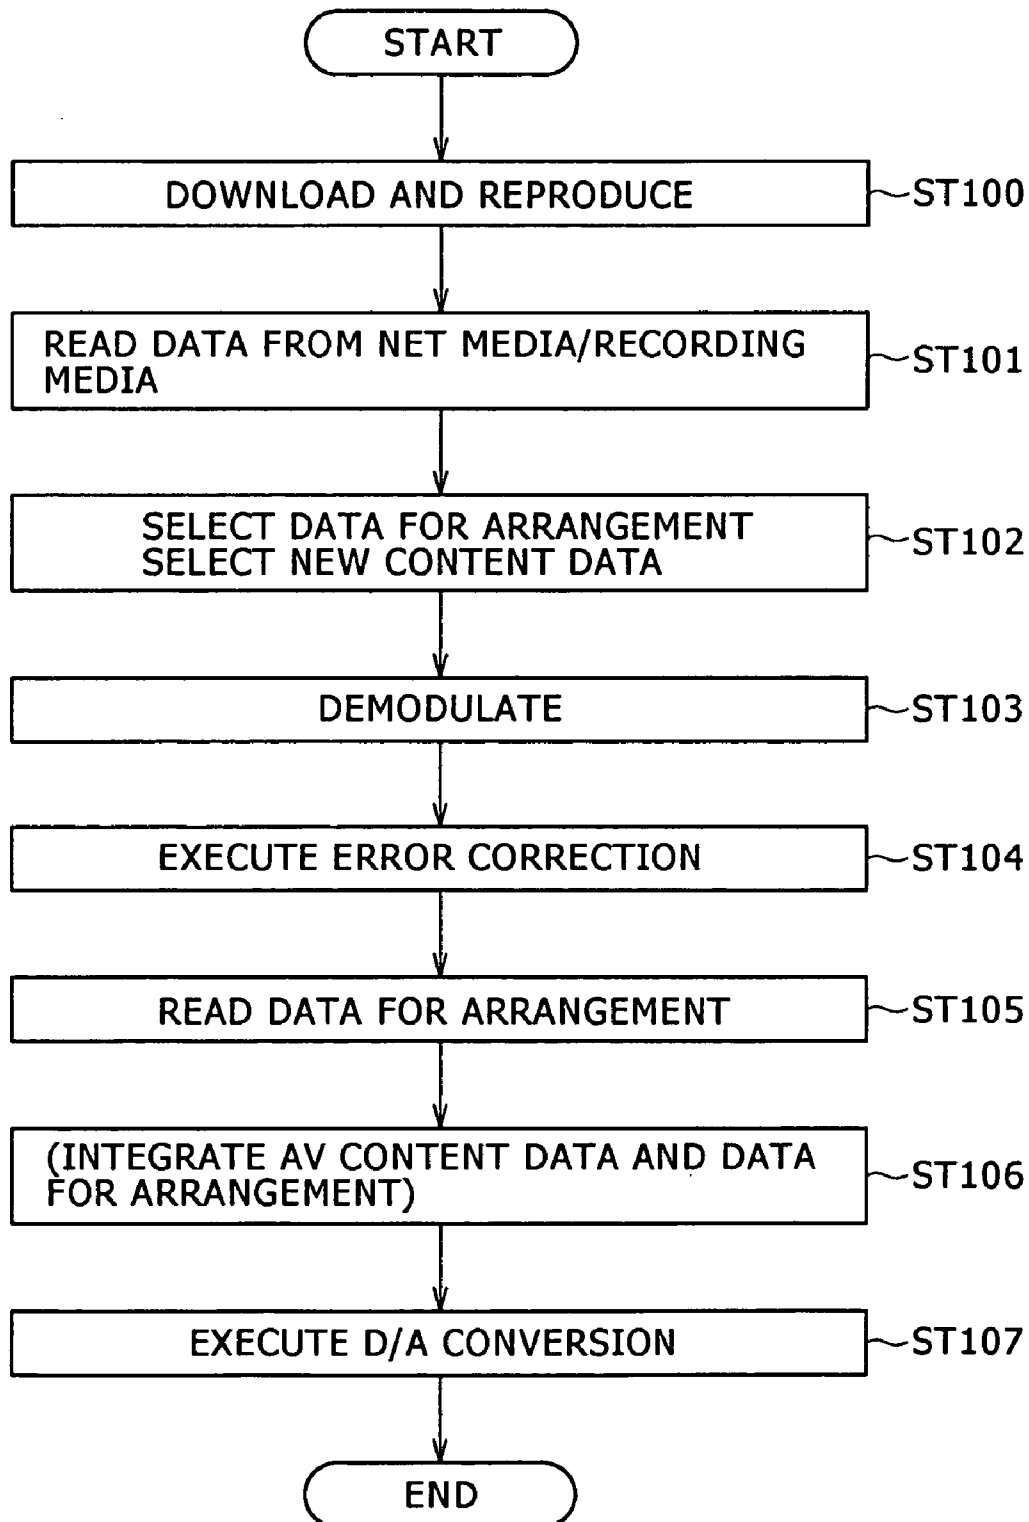 START
DOWNLOAD AND REPRODUCE
ST100
READ DATA FROM NET MEDIA/RECORDING
MEDIA
ST101
SELECT DATA FOR ARRANGEMENT
SELECT NEW CONTENT DATA
ST102
DEMODULATE
ST103
EXECUTE ERROR CORRECTION
ST104
READ DATA FOR ARRANGEMENT
ST105
(INTEGRATE AV CONTENT DATA AND DATA
FOR ARRANGEMENT)
ST106
EXECUTE D/A CONVERSION
ST107
END